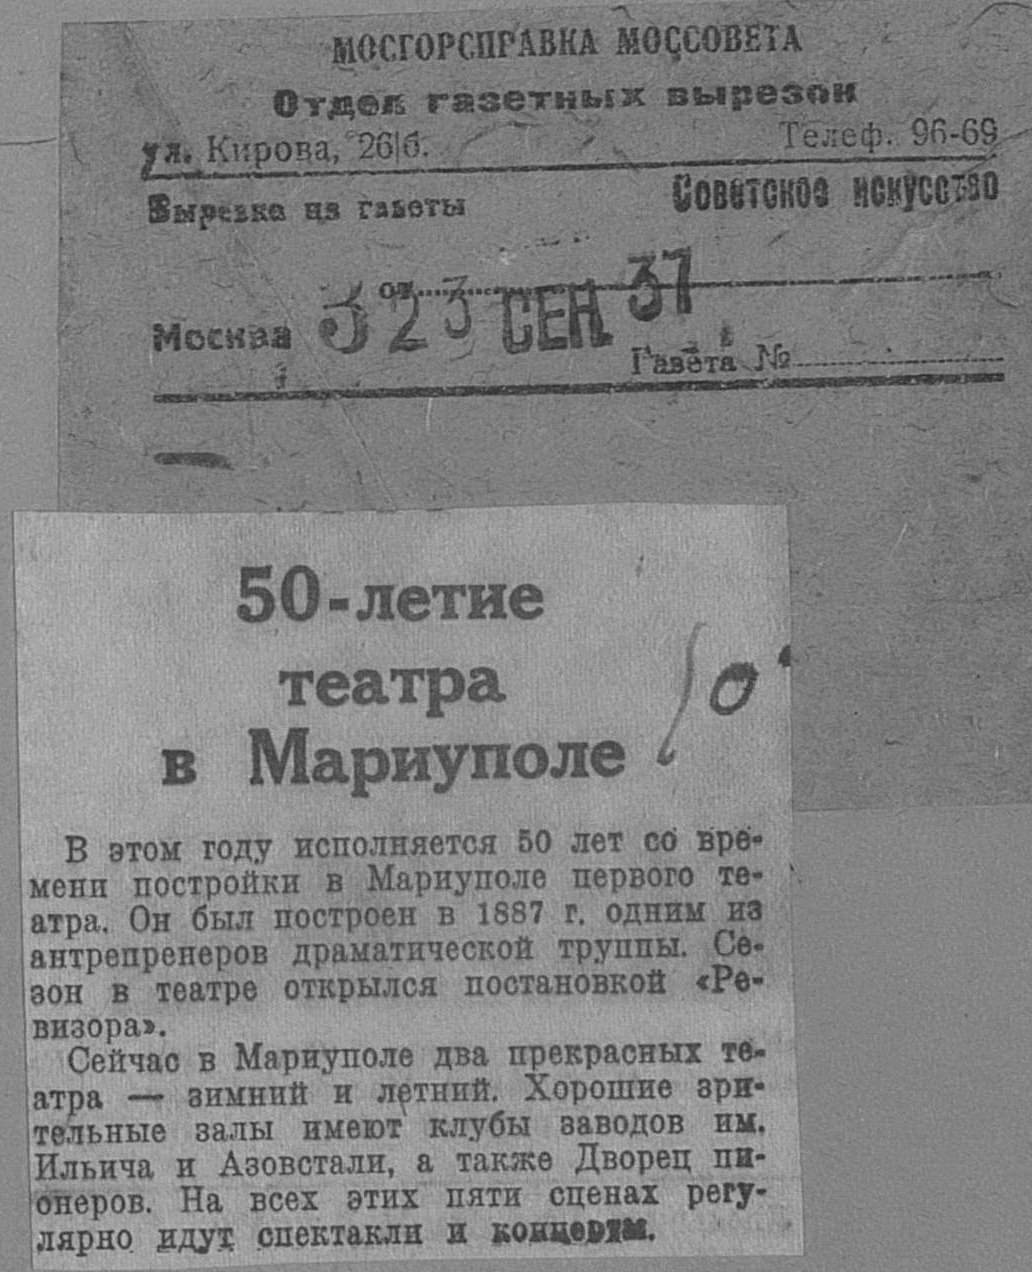 МОСГОРСПРАВКА МОССОВЕТА
Отдел газетных вырезок
ул. Кирова, 26|б. Телеф. 96-69
Вырезка из газеты Советское искусство
от
Москва 323 СЕН 37
Газета №
50-летие
театра
в Мариуполе
В этом году исполняется 50 лет со вре-
мени постройки в Мариуполе первого те-
атра. Он был построен в 1887 г. одним из
антрепренеров драматической труппы. Се-
зон в театре открылся постановкой «Ре-
визора».
Сейчас в Мариуполе два прекрасных те-
атра — зимний и летний. Хорошие зри-
тельные залы имеют клубы заводов им.
Ильича и Азовстали, а также Дворец пи-
онеров. На всех этих пяти сценах регу-
лярно идут спектакли и концерты.